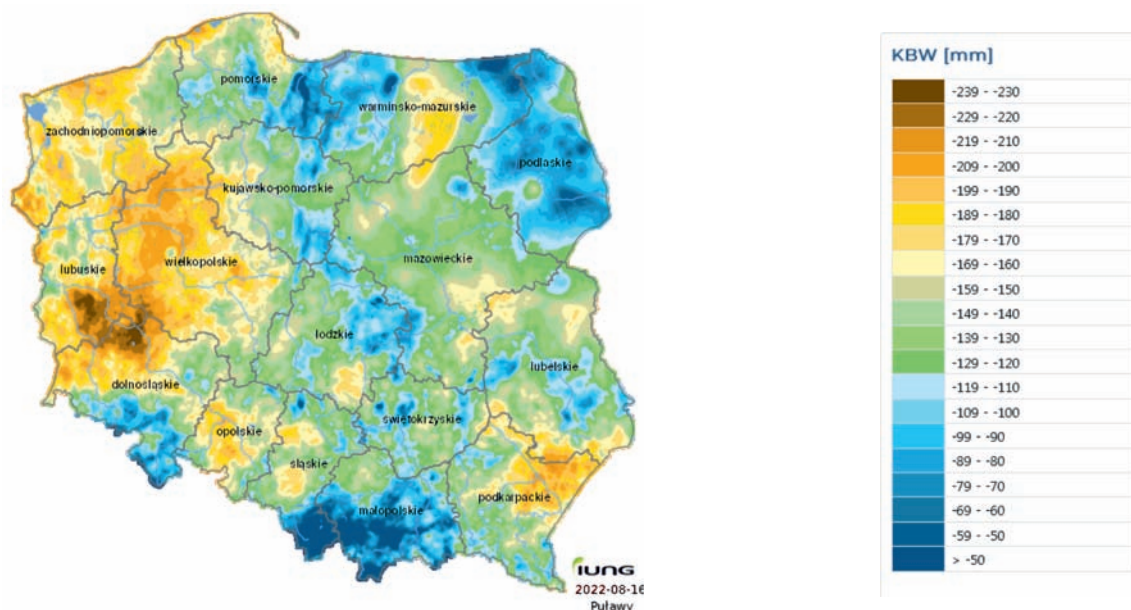 pomorskie
warmińsko-mazurskie
zachodniopomorskie
podlaskie
kujawsko-pomorskie
mazowieckie
wielkopolskie
lubuskie
łódzkie
lubelskie
dolnośląskie
świętokrzyskie
opolskie
śląskie
podkarpackie
małopolskie
IUNG
2022-08-16
Puławy
KBW [mm]
-239 - -230
-229 - -220
-219 - -210
-209 - -200
-199 - -190
-189 - -180
-179 - -170
-169 - -160
-159 - -150
-149 - -140
-139 - -130
-129 - -120
-119 - -110
-109 - -100
-99 - -90
-89 - -80
-79 - -70
-69 - -60
-59 - -50
> -50